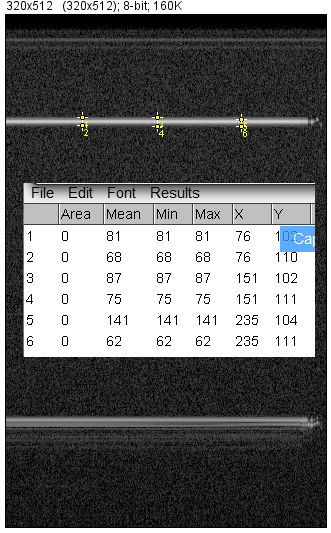 320x512 (320x512); 8-bit; 160K
2 4 6
File Edit Font Results
Area Mean Min Max X Y
1 0 81 81 81 76
2 0 68 68 68 76 110
3 0 87 87 87 151 102
4 0 75 75 75 151 111
5 0 141 141 141 235 104
6 0 62 62 62 235 111